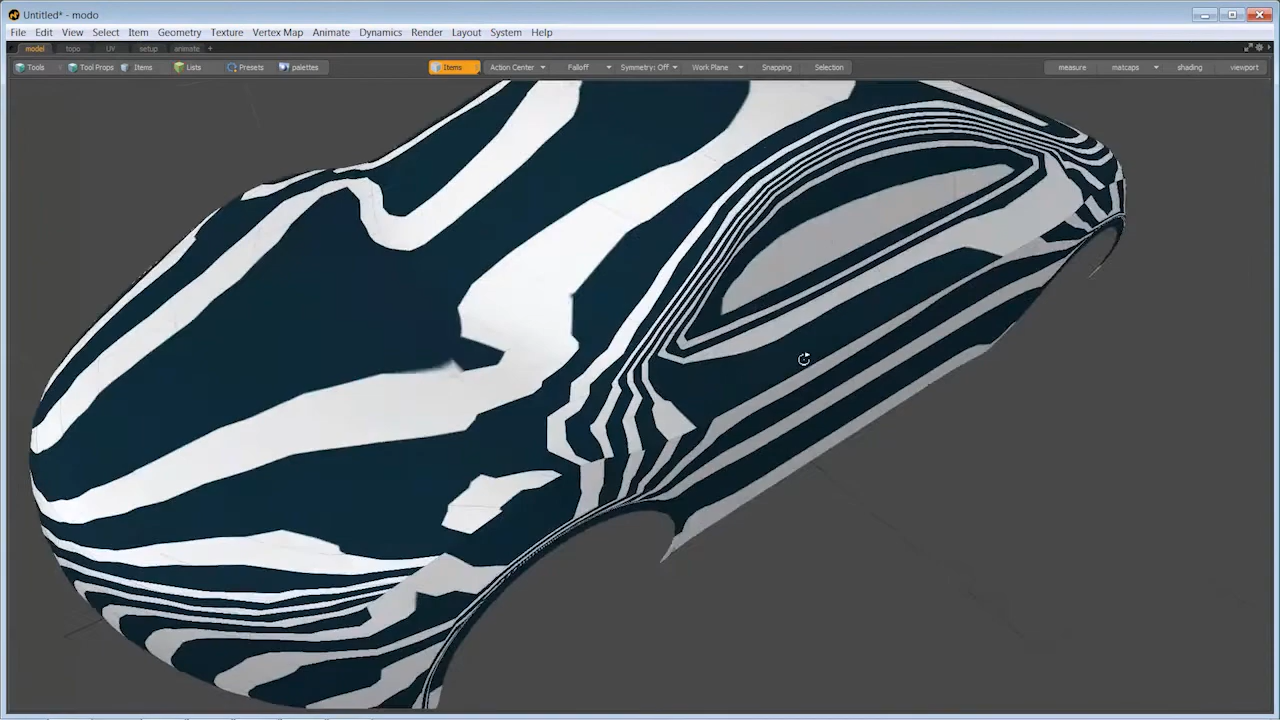 Untitled* - modo
File Edit View Select Item Geometry Texture Vertex Map Animate Dynamics Render Layout System Help
model topo UV setup animate +
Tools Tool Props Items Lists Presets palettes Items Action Center Falloff Symmetry: Off Work Plane Snapping Selection measure matcaps shading viewport